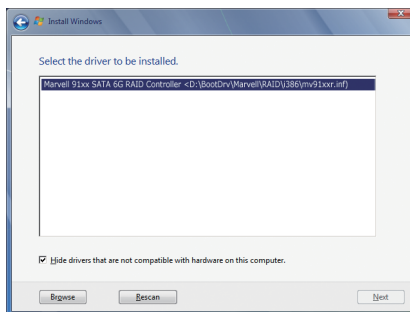 Install Windows
Select the driver to be installed.
Marvell 91xx SATA 6G RAID Controller <D:\BootDrv\Marvell\RAID\i386\mv91xxr.inf)
Hide drivers that are not compatible with hardware on this computer.
Browse Rescan Next